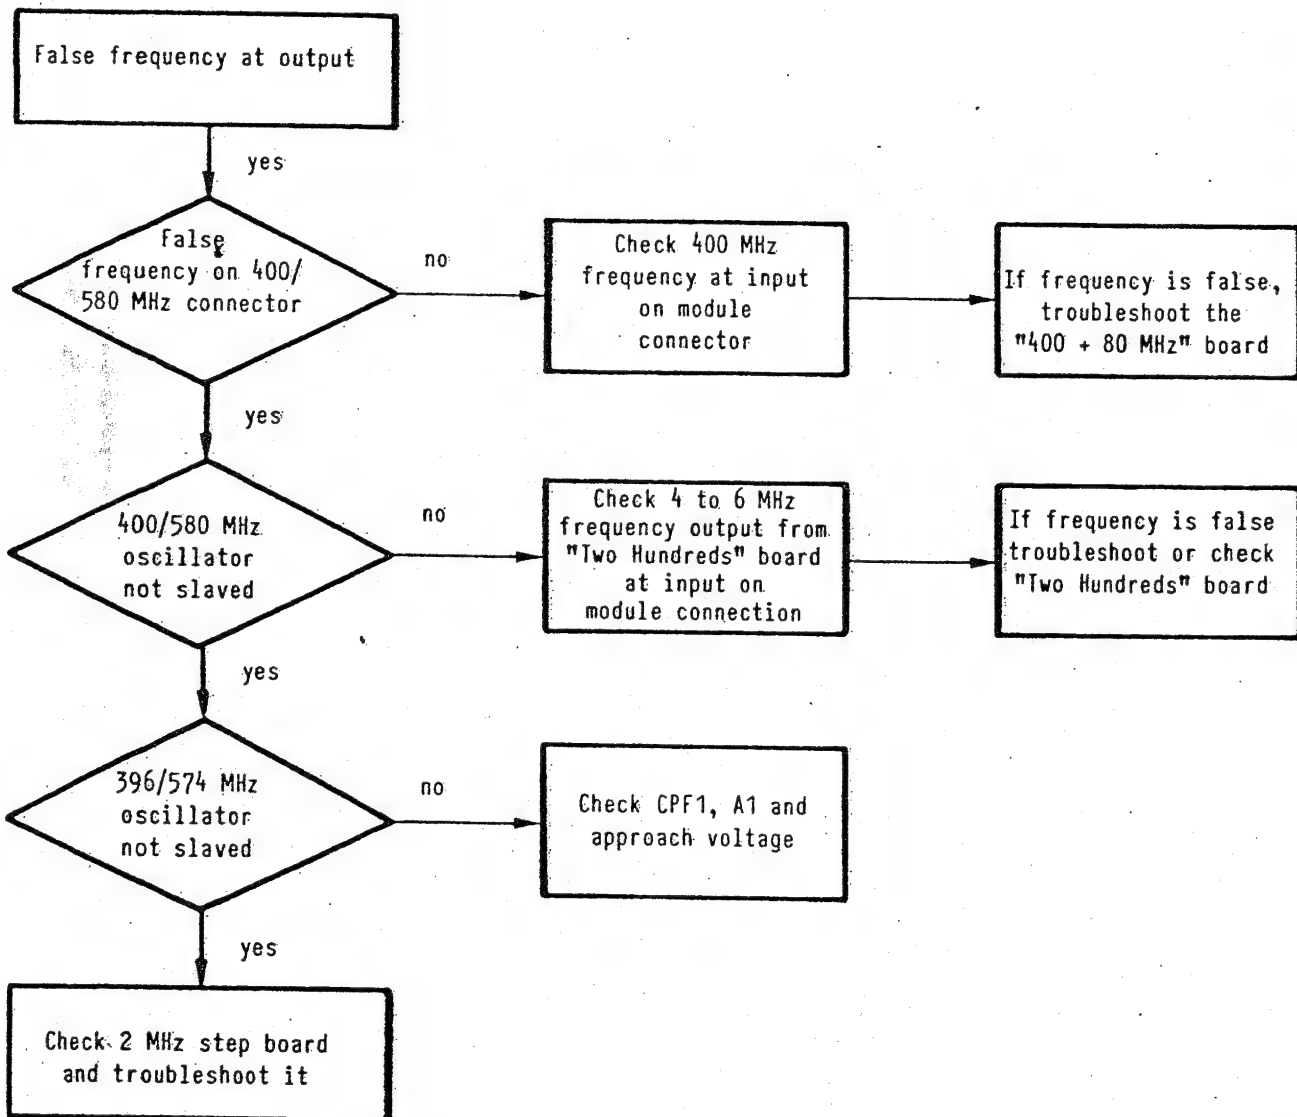 False frequency at output
yes
False
frequency on 400/
580 MHz connector
no
Check 400 MHz
frequency at input
on module
connector
If frequency is false,
troubleshoot the
"400 + 80 MHz" board
yes
400/580 MHz
oscillator
not slaved
no
Check 4 to 6 MHz
frequency output from
"Two Hundreds" board
at input on
module connection
If frequency is false
troubleshoot or check
"Two Hundreds" board
yes
396/574 MHz
oscillator
not slaved
no
Check CPF1, A1 and
approach voltage
yes
Check 2 MHz step board
and troubleshoot it